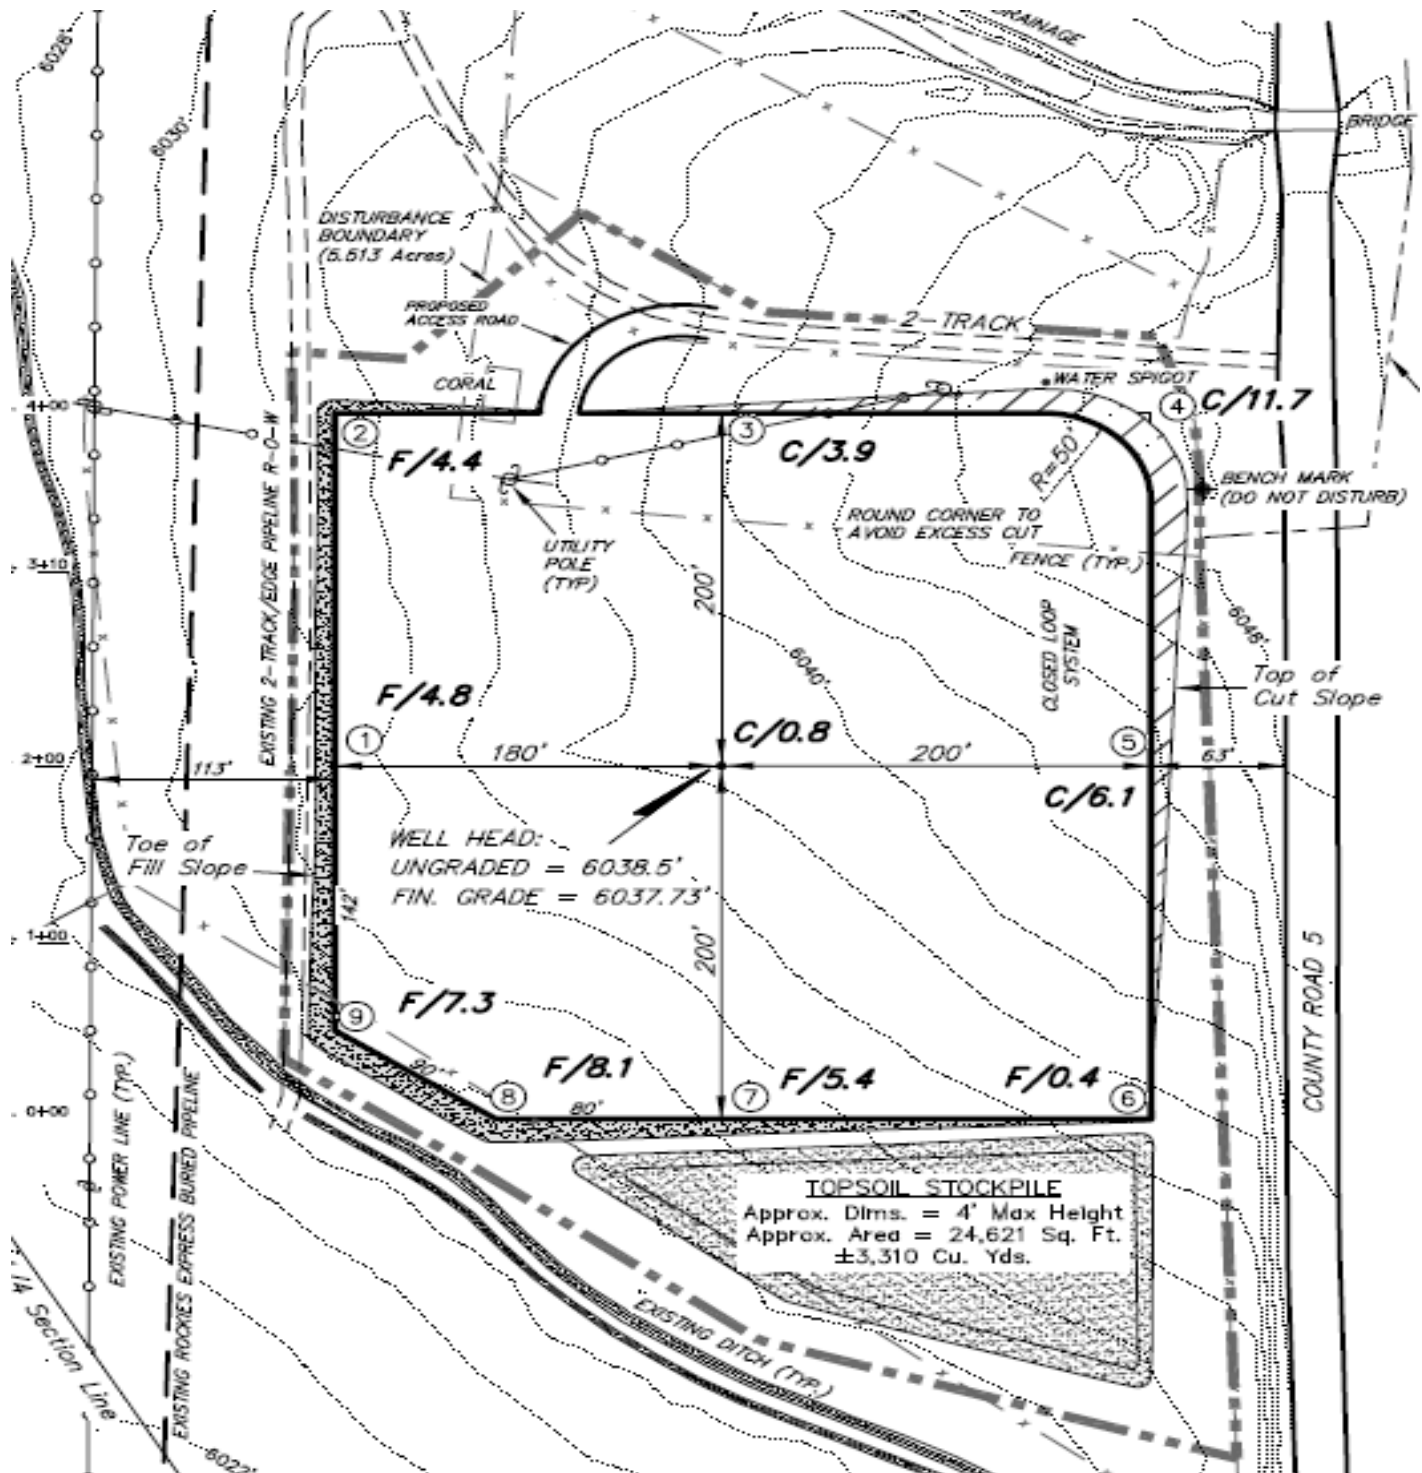 DRAINAGE
6028'
BRIDGE
6030'
DISTURBANCE
BOUNDARY
(5.513 Acres)
PROPOSED
ACCESS ROAD
2-TRACK
CORAL
WATER SPIGOT
4+00
2
3
4
C/11.7
F/4.4
C/3.9
R=50'
BENCH MARK
(DO NOT DISTURB)
ROUND CORNER TO
AVOID EXCESS CUT
FENCE (TYP.)
UTILITY
POLE
(TYP)
3+10
EXISTING 2-TRACK/EDGE PIPELINE R-O-W
200'
CLOSED LOOP
SYSTEM
6048'
6040'
Top of
Cut Slope
F/4.8
1
C/0.8
5
2+00
113'
180'
200'
63'
C/6.1
WELL HEAD:
UNGRADED = 6038.5'
FIN. GRADE = 6037.73'
Toe of
Fill Slope
142'
200'
1+00
COUNTY ROAD 5
F/7.3
9
90'
F/8.1
F/5.4
F/0.4
8
7
6
80'
0+00
EXISTING POWER LINE (TYP.)
EXISTING ROCKIES EXPRESS BURIED PIPELINE
TOPSOIL STOCKPILE
Approx. Dims. = 4' Max Height
Approx. Area = 24,621 Sq. Ft.
±3,310 Cu. Yds.
EXISTING DITCH (TYP.)
Section Line
6022'